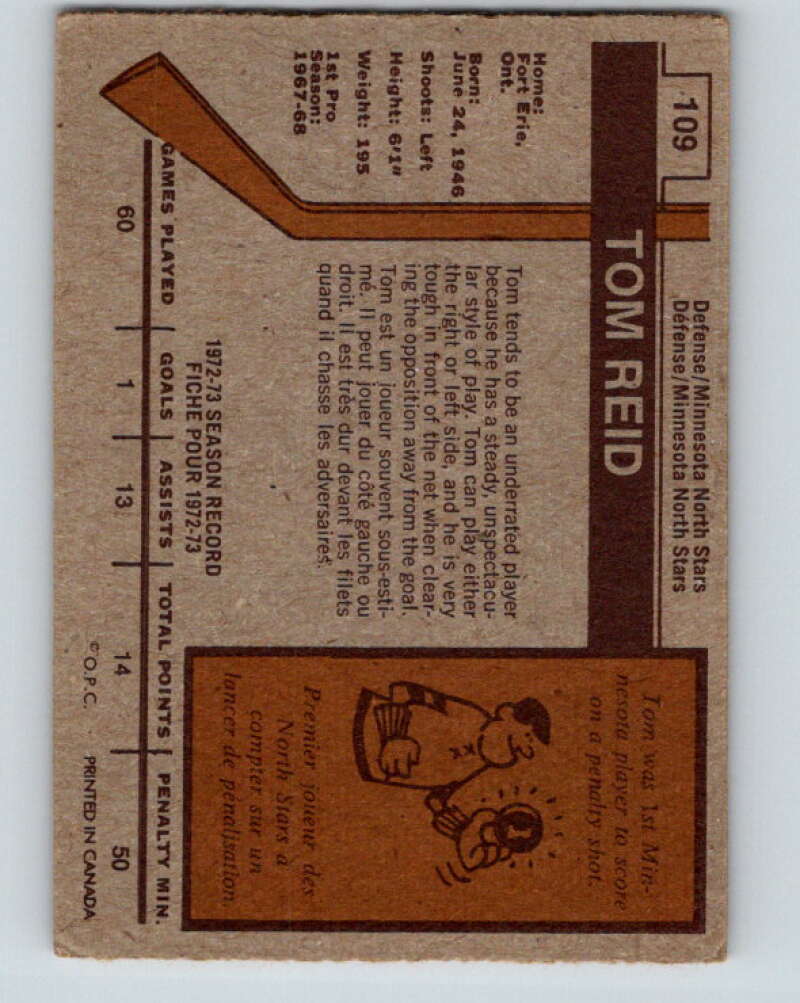 109
Defense/Minnesota North Stars
Défense/Minnesota North Stars
TOM REID
Home:
Fort Erie,
Ont.
Born:
June 24, 1946
Shoots: Left
Height: 6'1"
Weight: 195
1st Pro
Season:
1967-68
Tom tends to be an underrated player
because he has a steady, unspectacu-
lar style of play. Tom can play either
the right or left side, and he is very
tough in front of the net when clear-
ing the opposition away from the goal.
Tom est un joueur souvent sous-esti-
mé. Il peut jouer du côté gauche ou
droit. Il est très dur devant les filets
quand il chasse les adversaires.
Tom was 1st Min-
nesota player to score
on a penalty shot.
1
Premier joueur des
North Stars à
compter sur un
lancer de pénalisation.
1972-73 SEASON RECORD
FICHE POUR 1972-73
GAMES PLAYED GOALS ASSISTS TOTAL POINTS PENALTY MIN.
60 1 13 14 50
©O.P.C. PRINTED IN CANADA